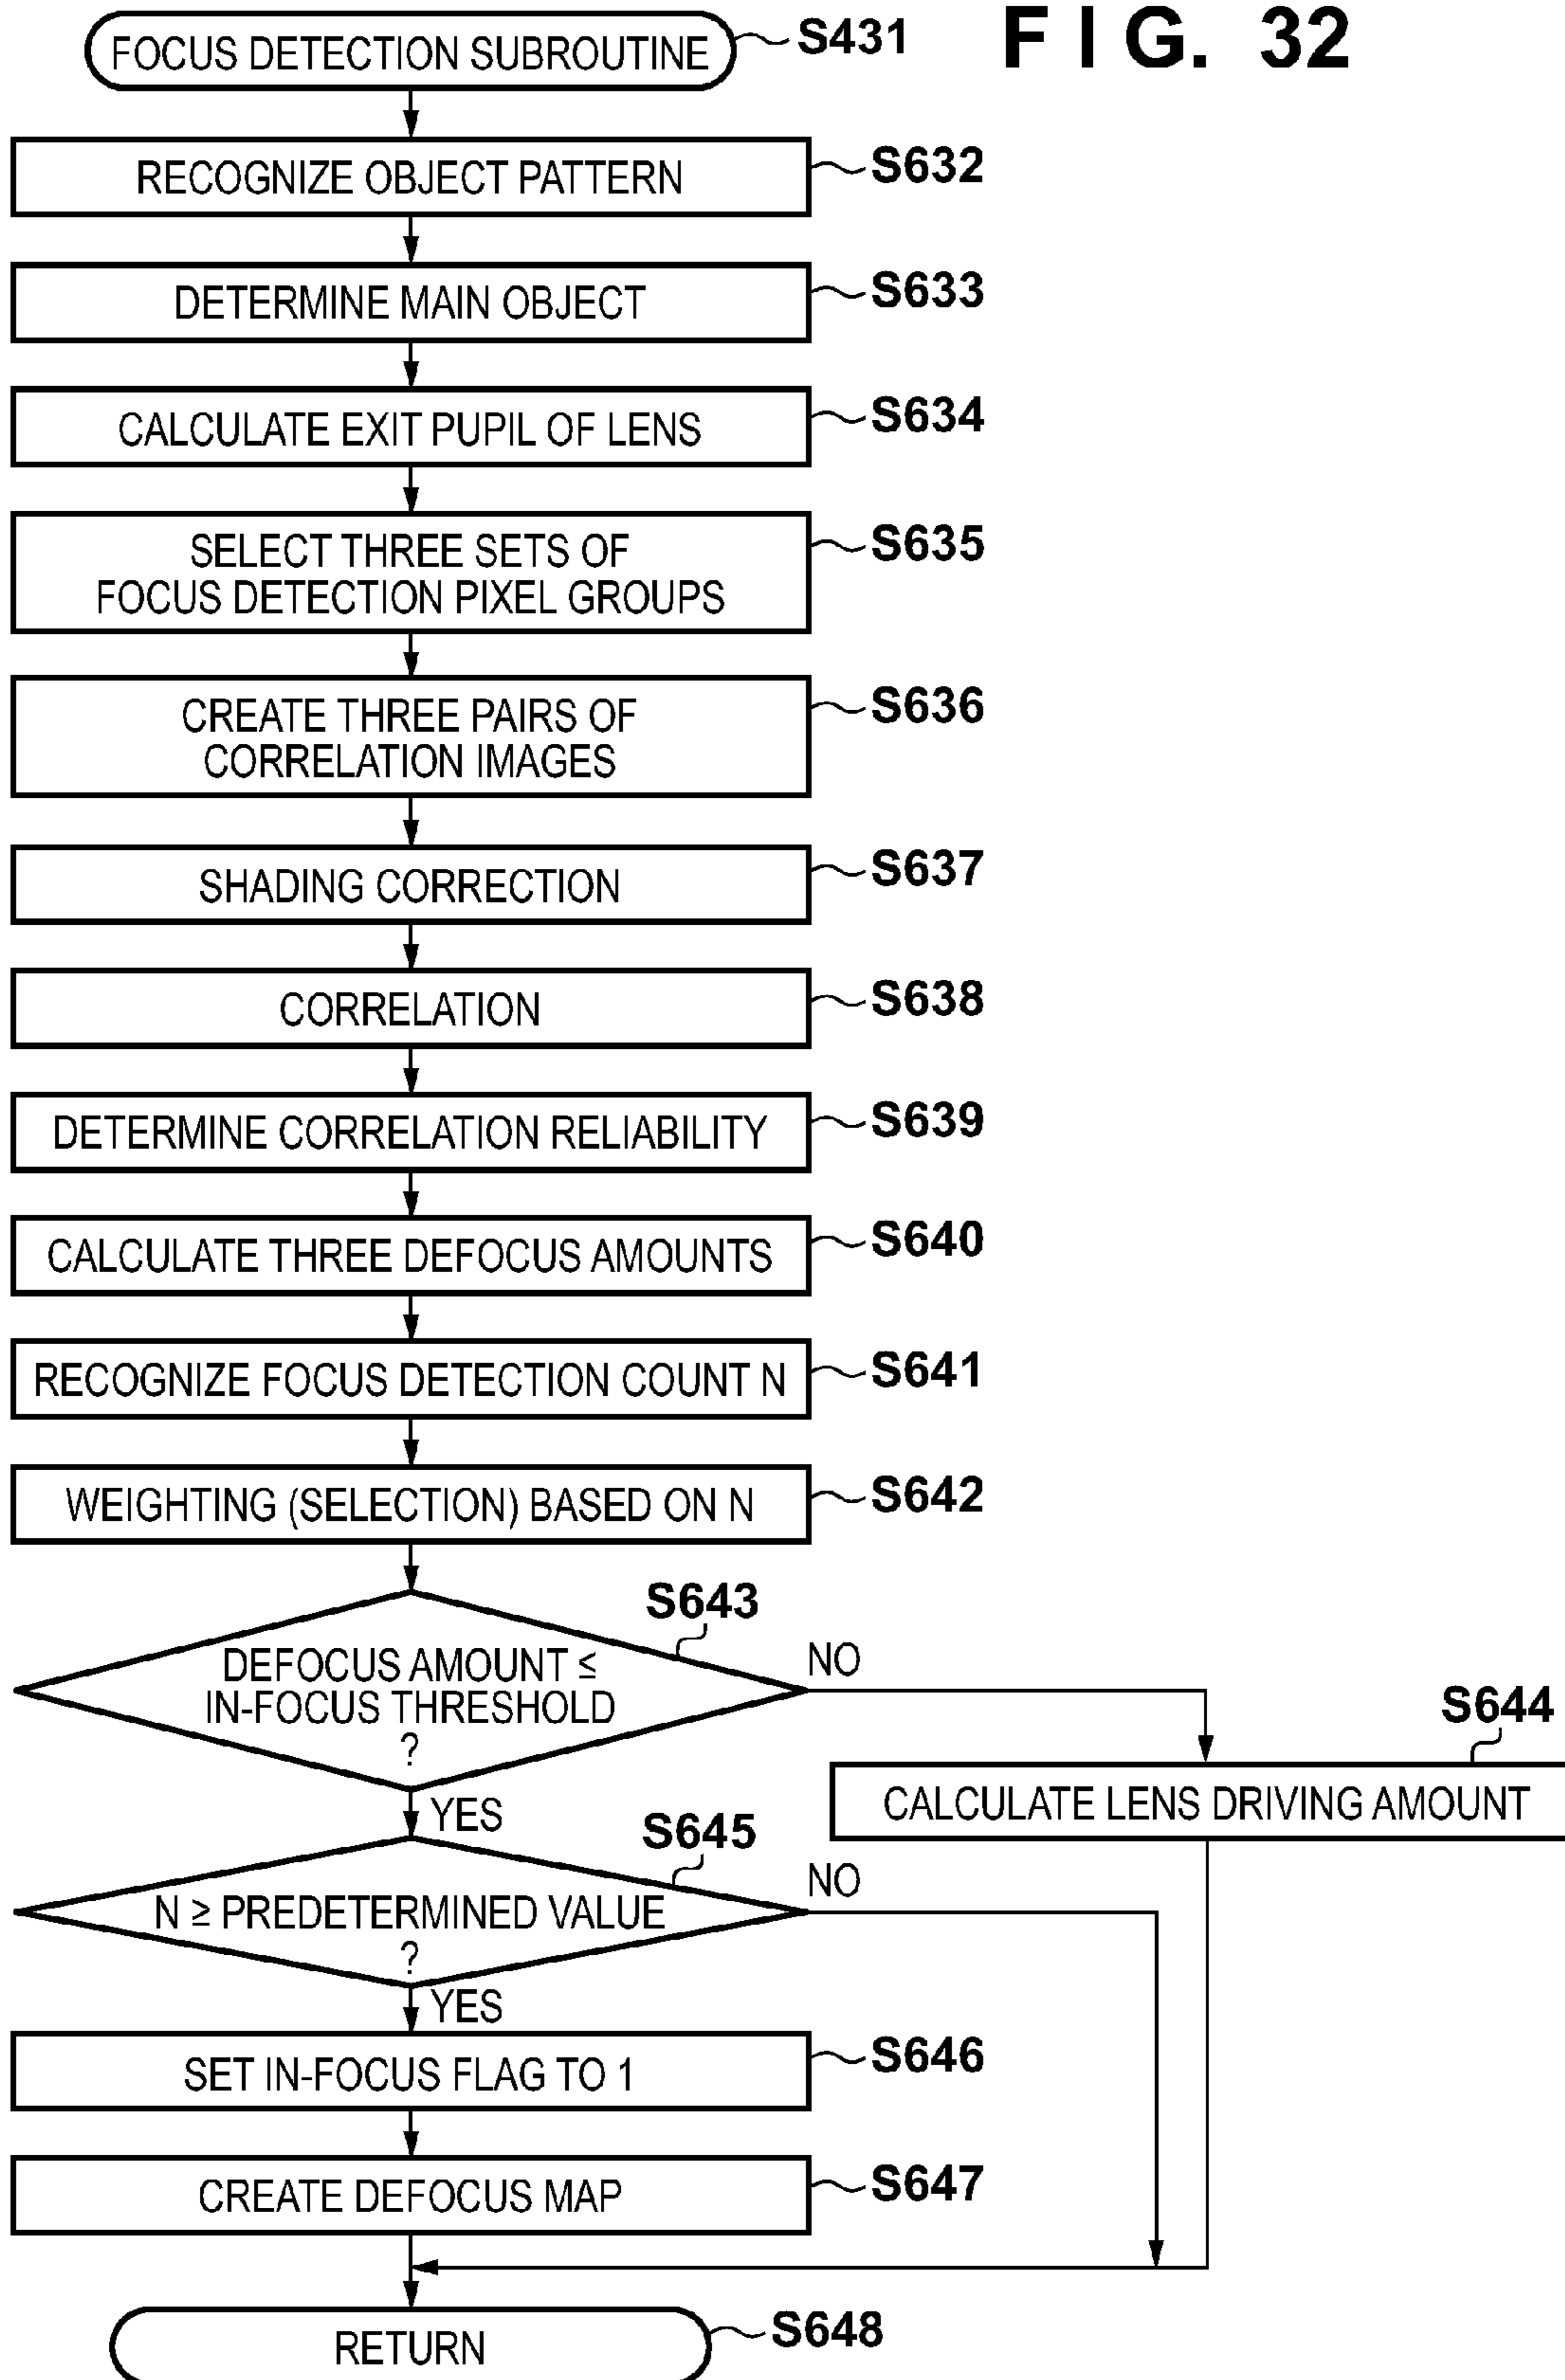 FIG. 32
FOCUS DETECTION SUBROUTINE
S431
RECOGNIZE OBJECT PATTERN
S632
DETERMINE MAIN OBJECT
S633
CALCULATE EXIT PUPIL OF LENS
S634
SELECT THREE SETS OF
FOCUS DETECTION PIXEL GROUPS
S635
CREATE THREE PAIRS OF
CORRELATION IMAGES
S636
SHADING CORRECTION
S637
CORRELATION
S638
DETERMINE CORRELATION RELIABILITY
S639
CALCULATE THREE DEFOCUS AMOUNTS
S640
RECOGNIZE FOCUS DETECTION COUNT N
S641
WEIGHTING (SELECTION) BASED ON N
S642
S643
DEFOCUS AMOUNT ≤
IN-FOCUS THRESHOLD
?
NO
S644
CALCULATE LENS DRIVING AMOUNT
YES
S645
N ≥ PREDETERMINED VALUE
?
NO
YES
SET IN-FOCUS FLAG TO 1
S646
CREATE DEFOCUS MAP
S647
RETURN
S648